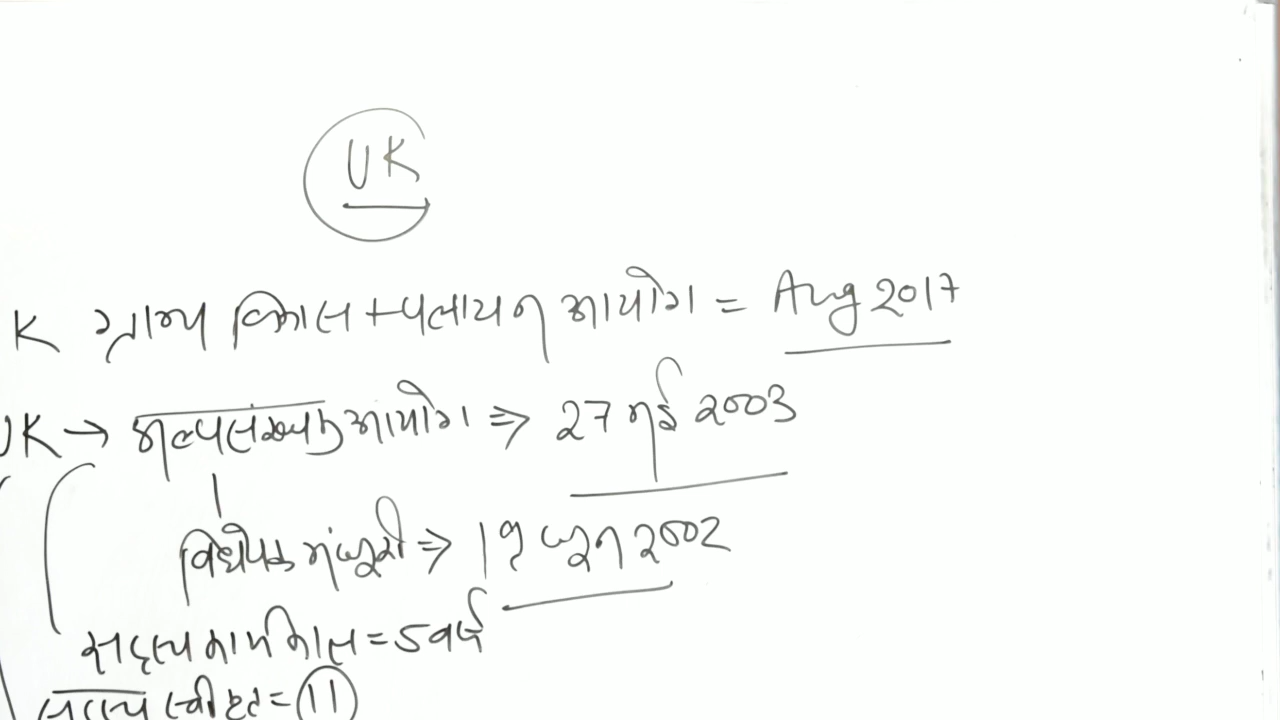 UK
K ग्राम्य विकास + पलायन आयोग = Aug 2017
UK → अल्पसंख्यक आयोग ⇒ 27 मई 2003
विधेयक मंजूरी ⇒ 19 जून 2002
सदस्य कार्यकाल = 5 वर्ष
सदस्य स्वीकृत = 11